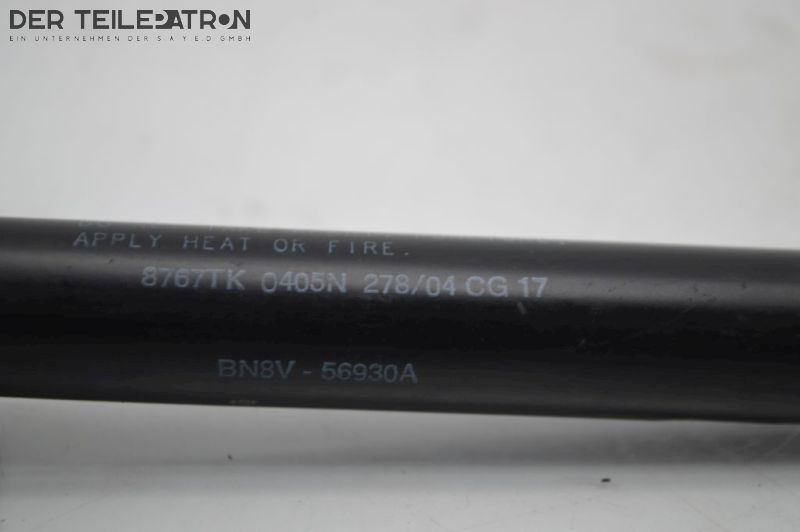 DER TEILEPATRON
EIN UNTERNEHMEN DER S A Y E D GMBH
APPLY HEAT OR FIRE.
8767TK 0405N 278/04 CG 17
BN8V - 56930A